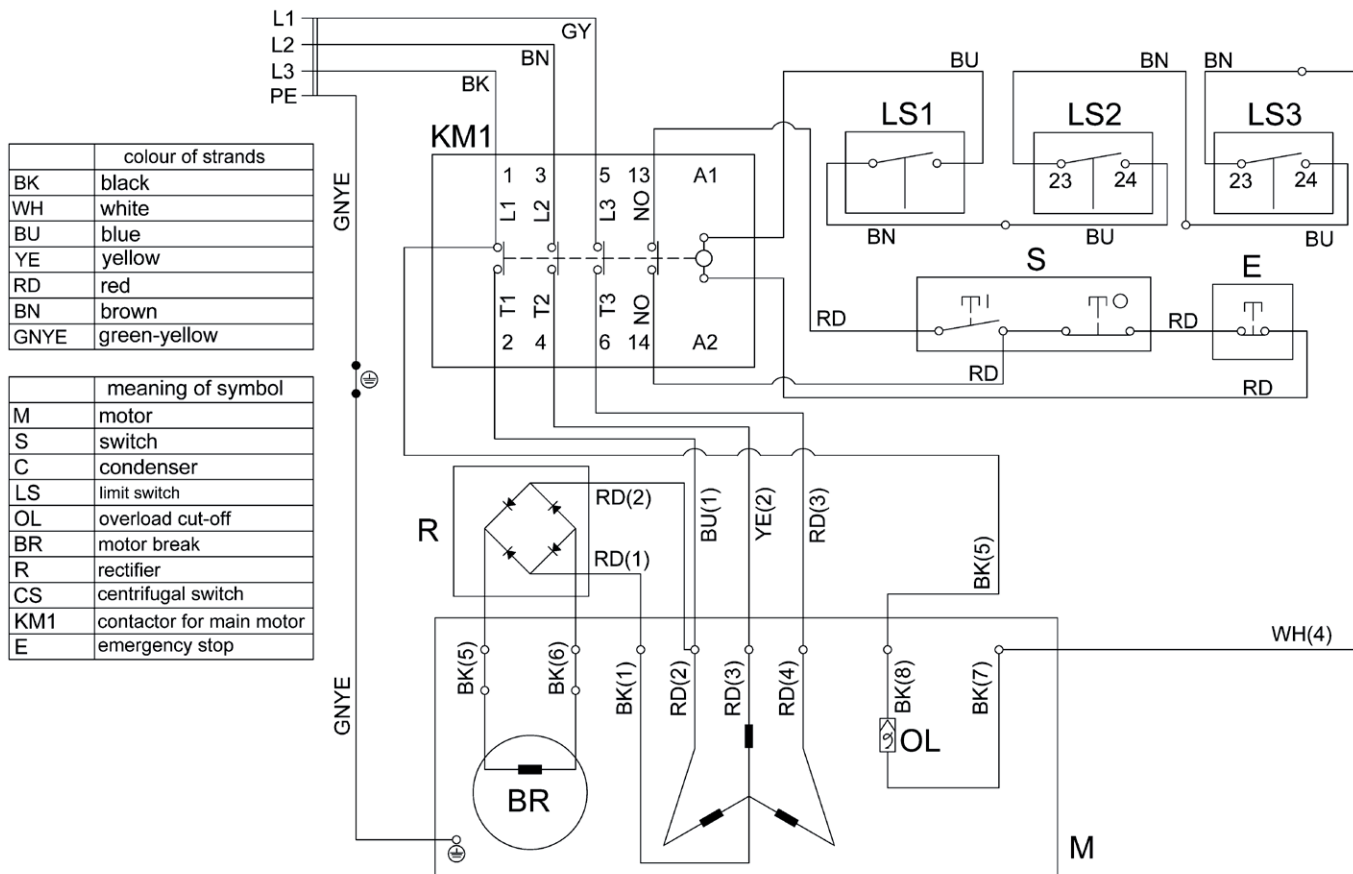 L1
L2
L3
PE
GY
BN
BK
BU
BN
BN
LS1
LS2
LS3
23 24
23 24
BN
BU
BU
KM1
1 3 5 13 A1
L1 L2 L3 NO
T1 T2 T3 NO
2 4 6 14 A2
S
E
I
RD
RD
RD
RD
GNYE
colour of strands
BK black
WH white
BU blue
YE yellow
RD red
BN brown
GNYE green-yellow
meaning of symbol
M motor
S switch
C condenser
LS limit switch
OL overload cut-off
BR motor break
R rectifier
CS centrifugal switch
KM1 contactor for main motor
E emergency stop
GNYE
R
RD(2)
RD(1)
BU(1)
YE(2)
RD(3)
BK(5)
WH(4)
BK(5)
BK(6)
BK(1)
RD(2)
RD(3)
RD(4)
BK(8)
BK(7)
OL
BR
M